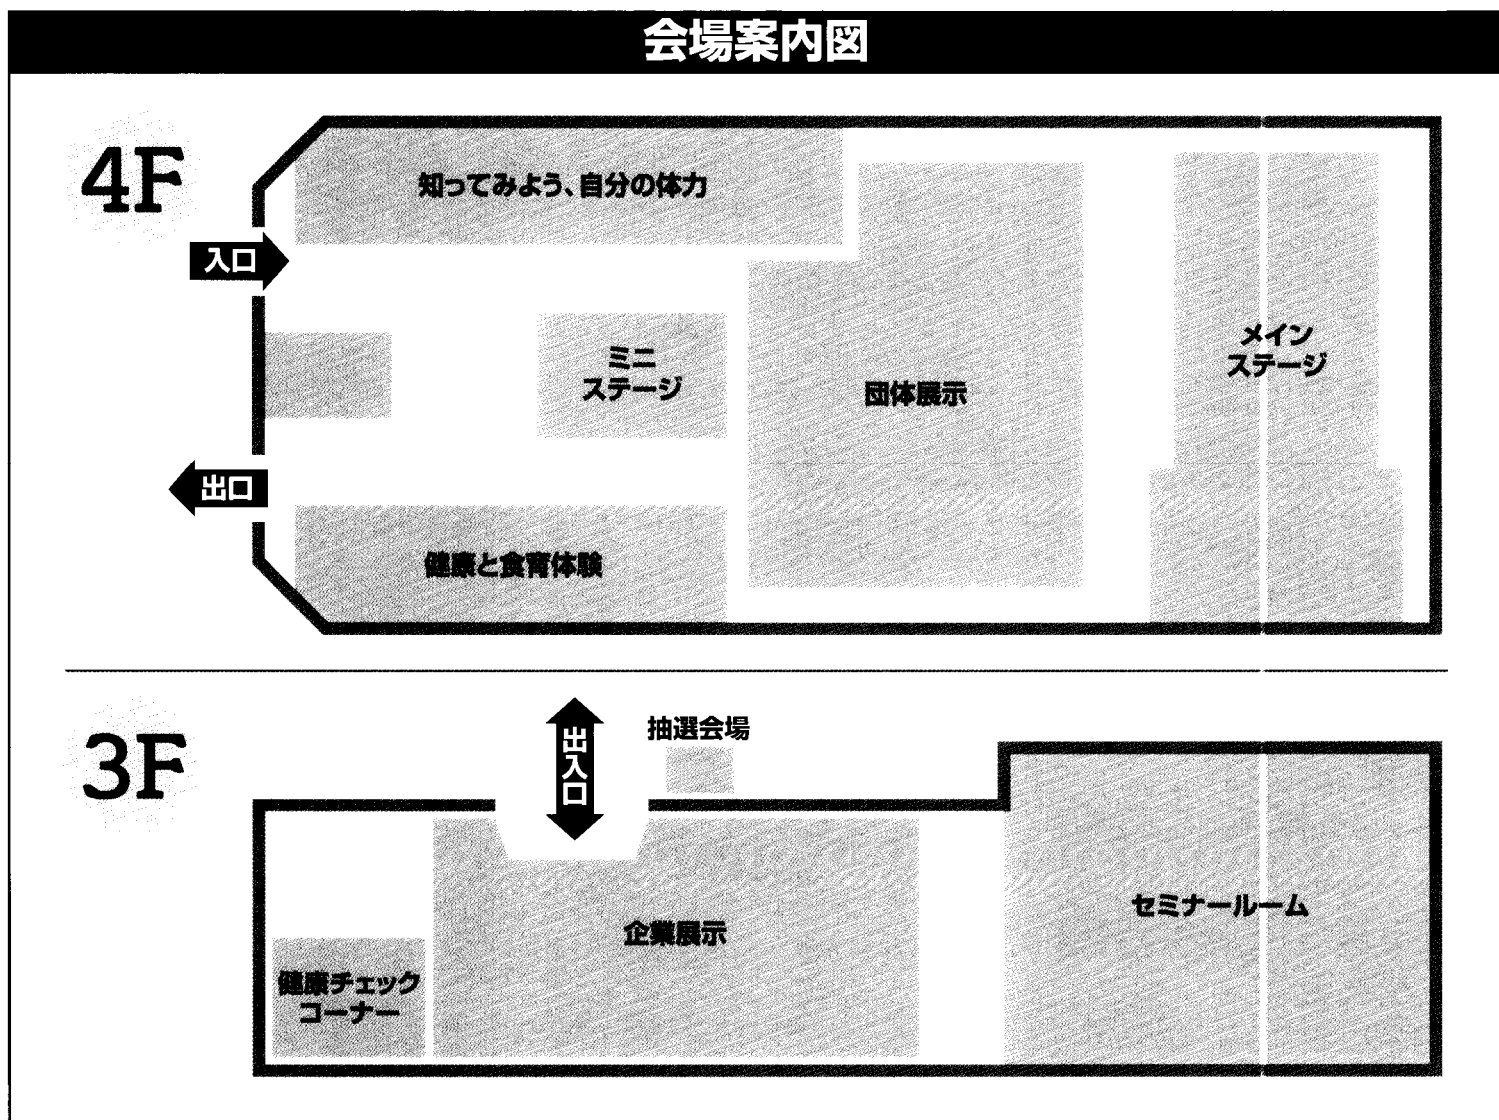 会場案内図
4F
知ってみよう、自分の体力
入口
ミニ
ステージ
団体展示
メイン
ステージ
出口
健康と食育体験
3F
出入口
抽選会場
企業展示
セミナールーム
健康チェック
コーナー